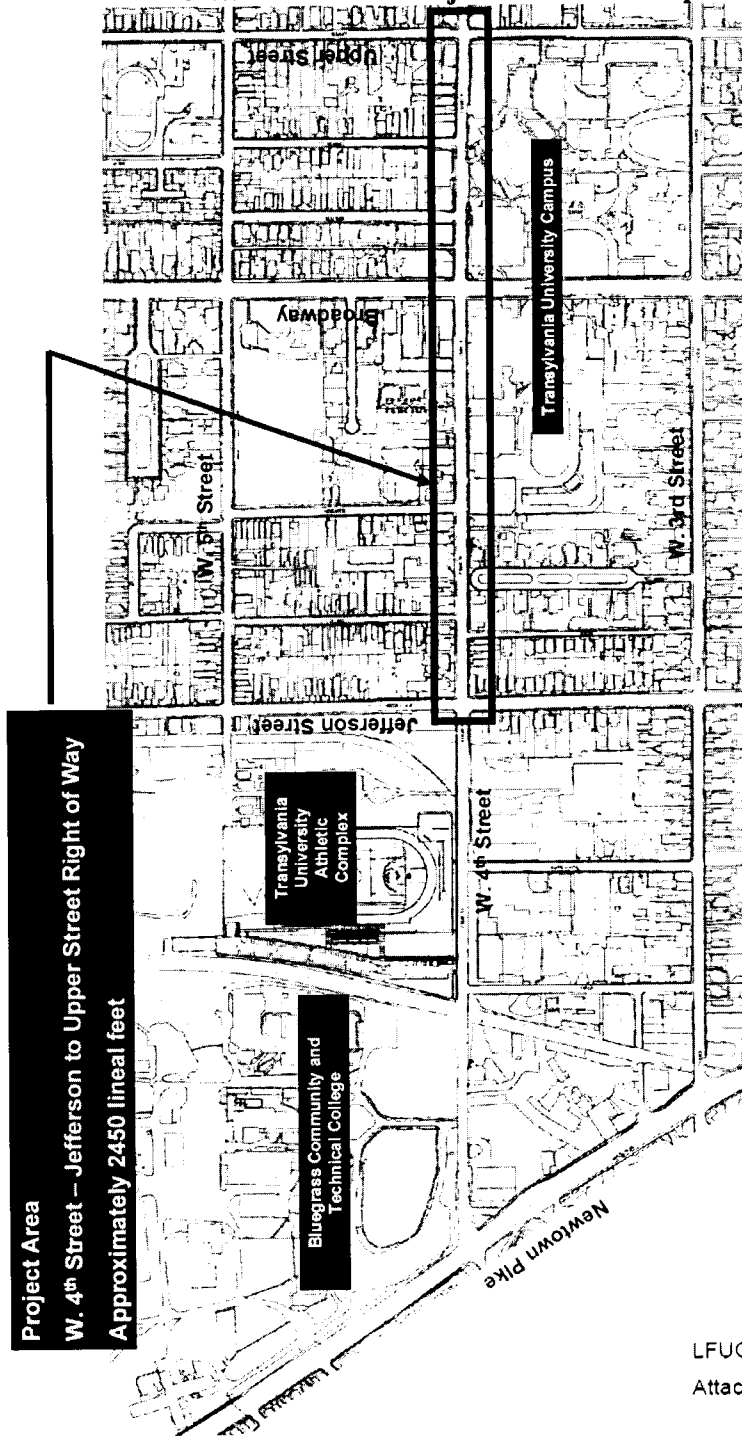 Project Area
W. 4th Street – Jefferson to Upper Street Right of Way
Approximately 2450 lineal feet
Upper Street
Broadway
W. 5th Street
Jefferson Street
Transylvania University Campus
W. 3rd Street
Transylvania
University
Athletic
Complex
W. 4th Street
Bluegrass Community and
Technical College
Newtown Pike
LFUC
Attac